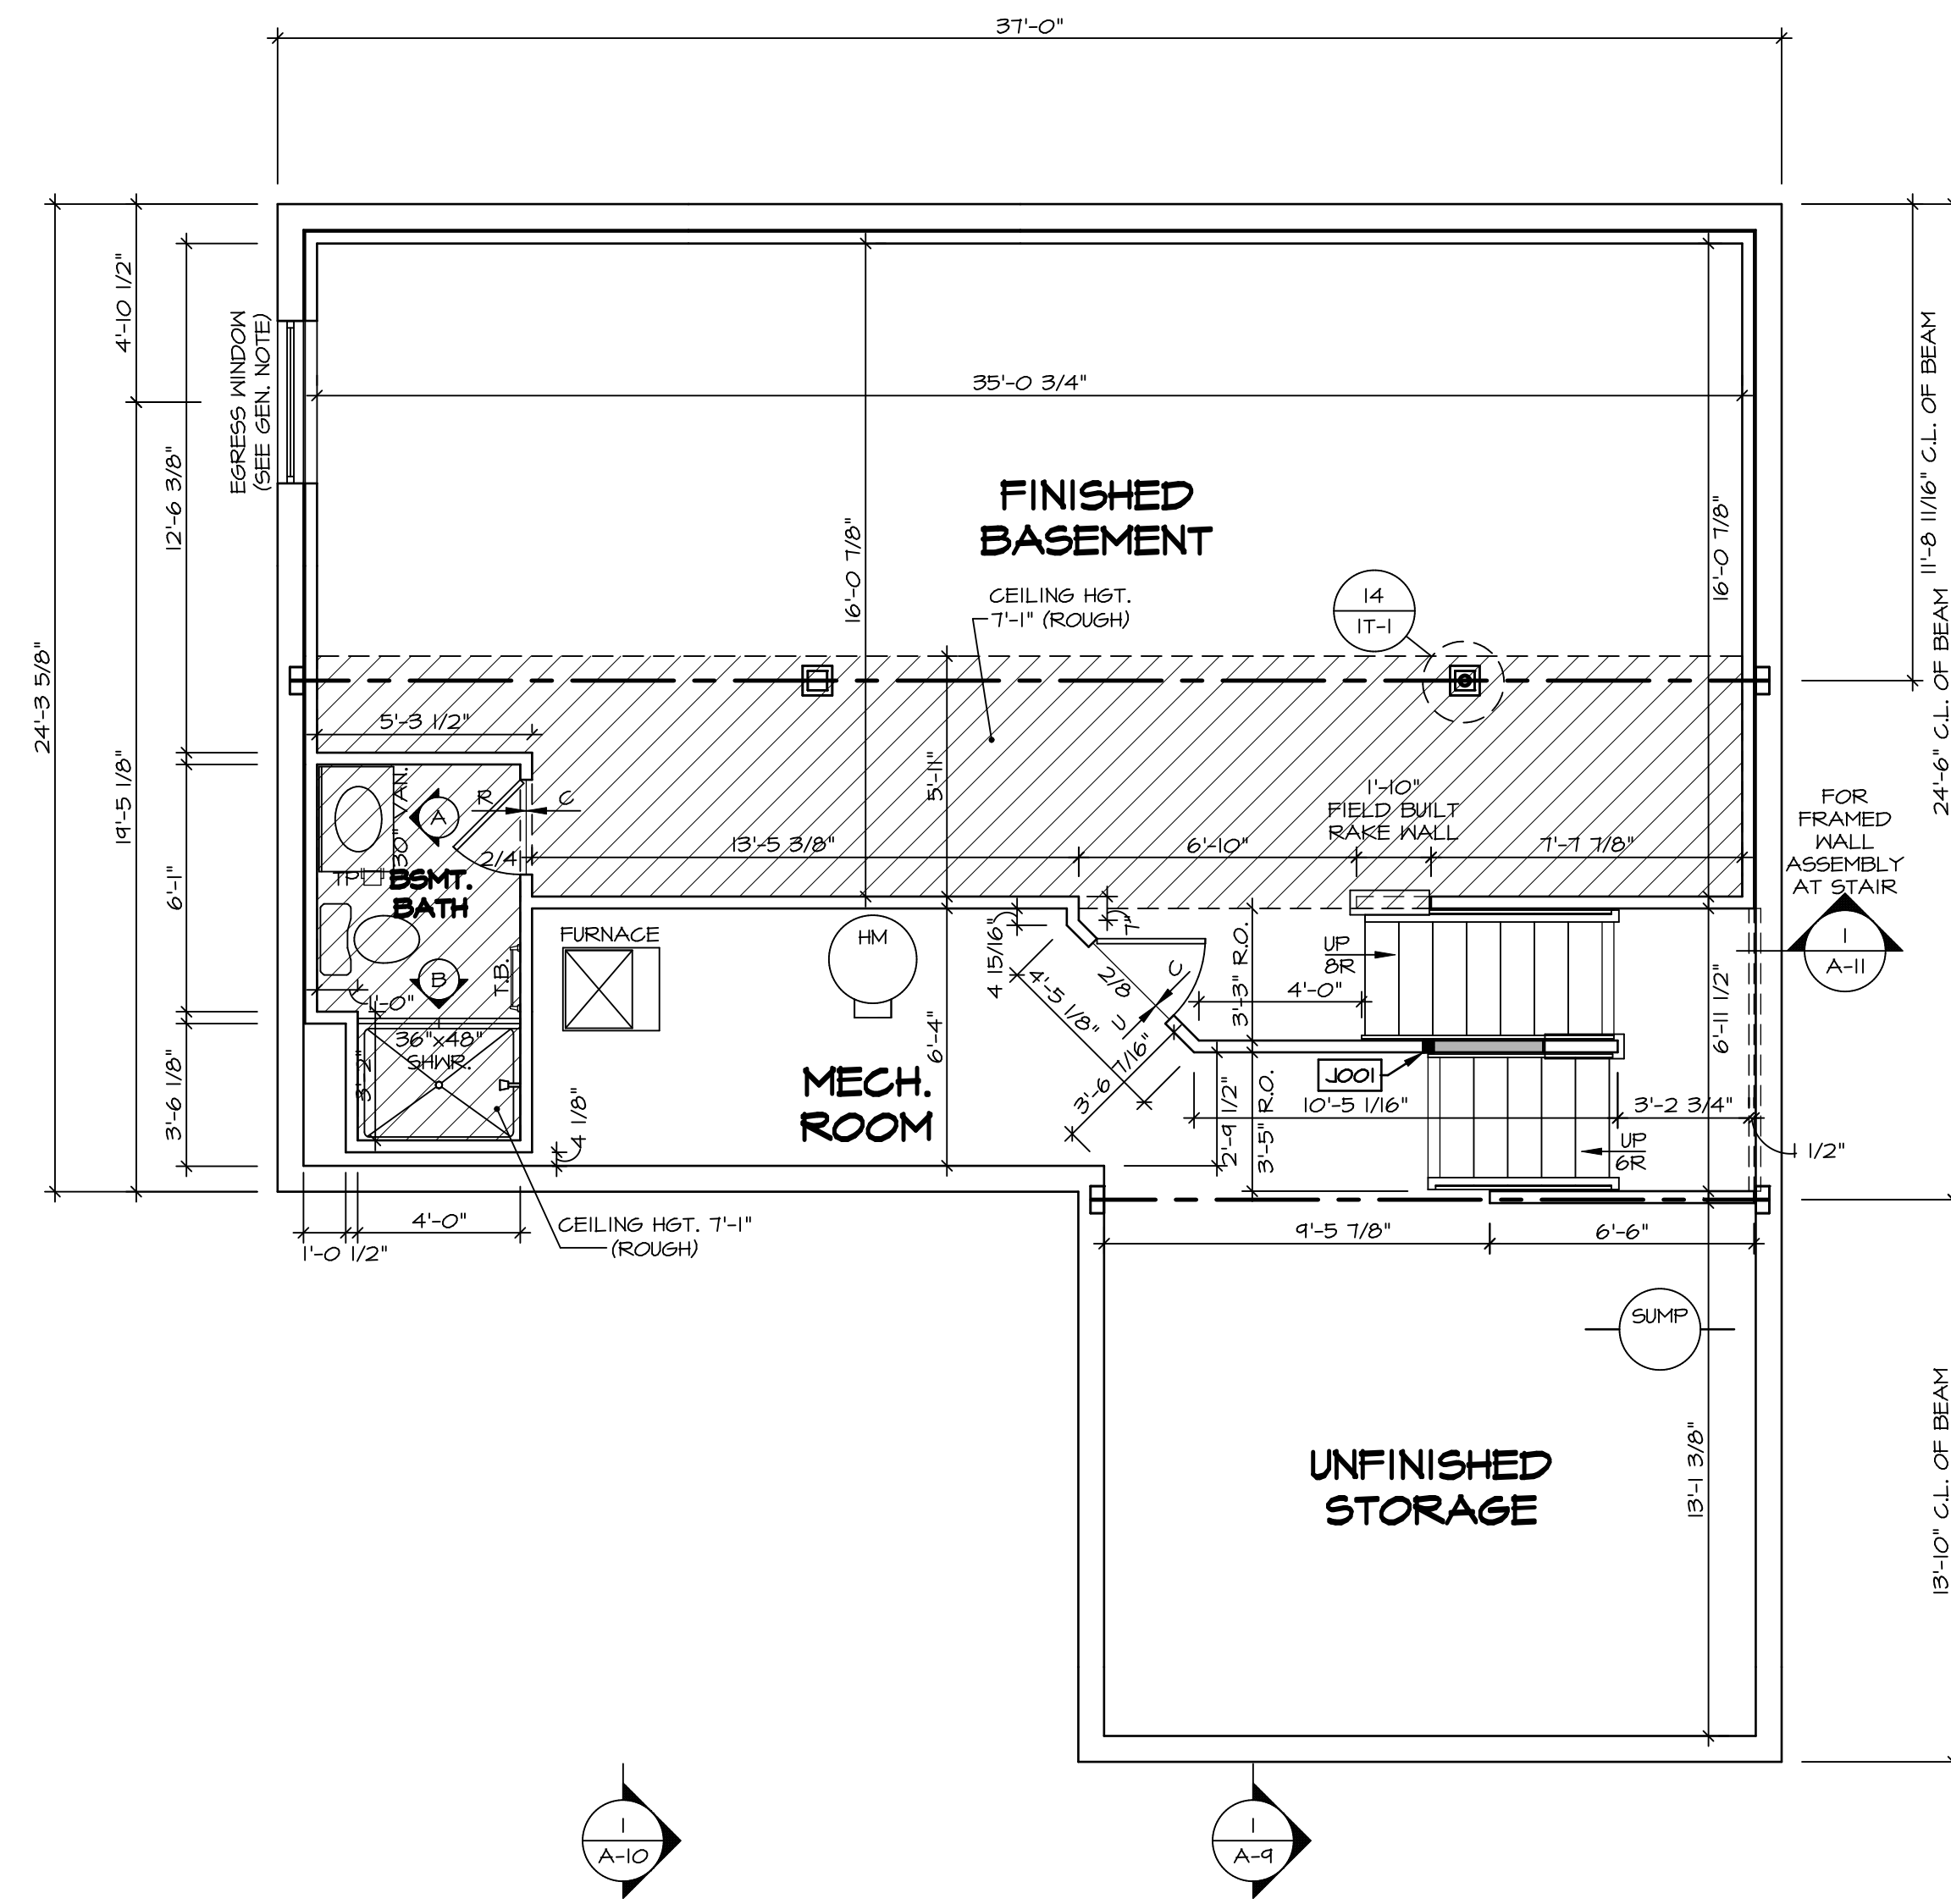 37'-0"
4'-10 1/2"
EGRESS WINDOW
(SEE GEN. NOTE)
12'-6 3/8"
24'-3 5/8"
19'-5 1/8"
6'-1"
3'-6 1/8"
35'-0 3/4"
FINISHED
BASEMENT
16'-0 7/8"
16'-0 7/8"
CEILING HGT.
7'-1" (ROUGH)
14
1T-1
11'-8 11/16" C.L. OF BEAM
24'-6" C.L. OF BEAM
5'-3 1/2"
5'-11"
1'-10"
FIELD BUILT
RAKE WALL
13'-5 3/8"
6'-10"
7'-7 7/8"
FOR
FRAMED
WALL
ASSEMBLY
AT STAIR
1
A-11
30" VAN.
A
R
C
2/4
TP
BSMT.
BATH
B
T.B.
1'-0"
36"x48"
SHWR.
3'-2"
FURNACE
HM
MECH.
ROOM
6'-4"
4 1/8"
4 15/16"
7"
2/8
C
U
4'-5 1/8"
3'-6 7/16"
3'-3" R.O.
4'-0"
UP
8R
6'-11 1/2"
J001
2'-9 1/2"
3'-5" R.O.
10'-5 1/16"
3'-2 3/4"
1 1/2"
UP
6R
4'-0"
1'-0 1/2"
CEILING HGT. 7'-1"
(ROUGH)
9'-5 7/8"
6'-6"
SUMP
UNFINISHED
STORAGE
13'-1 3/8"
13'-10" C.L. OF BEAM
1
A-10
1
A-9